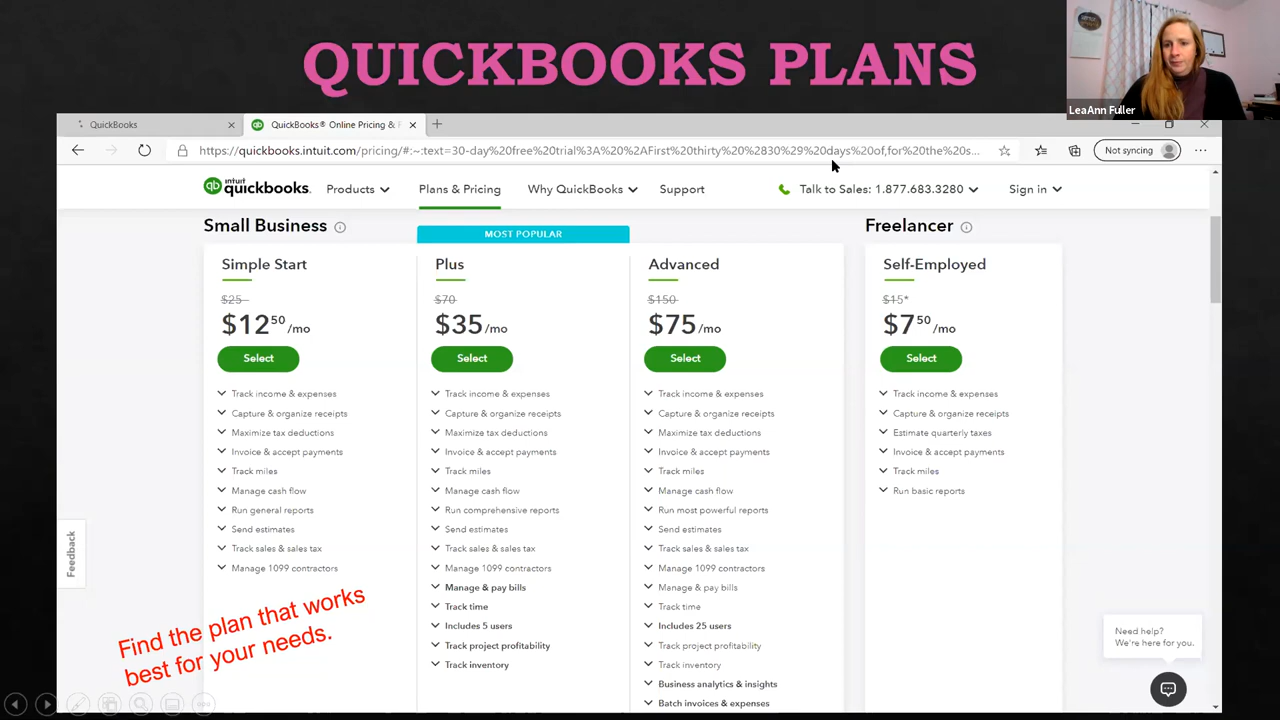 QUICKBOOKS PLANS
LeaAnn Fuller
QuickBooks
QuickBooks® Online Pricing & F
https://quickbooks.intuit.com/pricing/#:~:text=30-day%20free%20trial%3A%20%2AFirst%20thirty%20%2830%29%20days%20of,for%20the%20s...
Not syncing
intuit
quickbooks.
Products
Plans & Pricing
Why QuickBooks
Support
Talk to Sales: 1.877.683.3280
Sign in
Small Business
MOST POPULAR
Freelancer
Simple Start
$25
$12 50 /mo
Select
Track income & expenses
Capture & organize receipts
Maximize tax deductions
Invoice & accept payments
Track miles
Manage cash flow
Run general reports
Send estimates
Track sales & sales tax
Manage 1099 contractors
Plus
$70
$35 /mo
Select
Track income & expenses
Capture & organize receipts
Maximize tax deductions
Invoice & accept payments
Track miles
Manage cash flow
Run comprehensive reports
Send estimates
Track sales & sales tax
Manage 1099 contractors
Manage & pay bills
Track time
Includes 5 users
Track project profitability
Track inventory
Advanced
$150
$75 /mo
Select
Track income & expenses
Capture & organize receipts
Maximize tax deductions
Invoice & accept payments
Track miles
Manage cash flow
Run most powerful reports
Send estimates
Track sales & sales tax
Manage 1099 contractors
Manage & pay bills
Track time
Includes 25 users
Track project profitability
Track inventory
Business analytics & insights
Batch invoices & expenses
Self-Employed
$15*
$7 50 /mo
Select
Track income & expenses
Capture & organize receipts
Estimate quarterly taxes
Invoice & accept payments
Track miles
Run basic reports
Feedback
Find the plan that works
best for your needs.
Need help?
We're here for you.